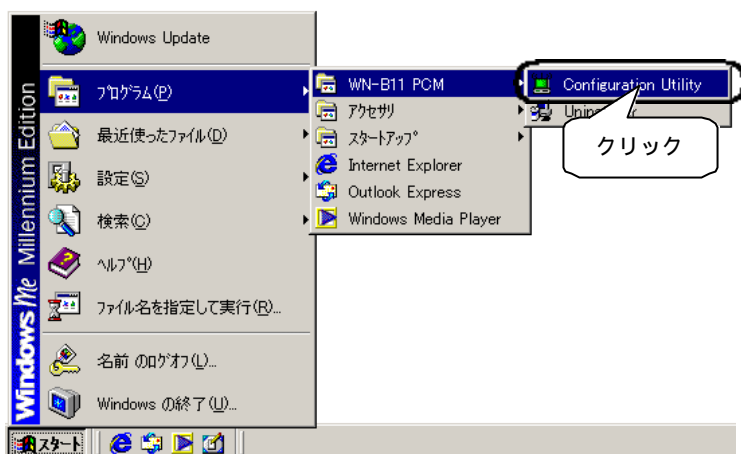 Windows Me Millennium Edition
Windows Update
ﾌﾟﾛｸﾞﾗﾑ(P)
最近使ったﾌｧｲﾙ(D)
設定(S)
検索(C)
ﾍﾙﾌﾟ(H)
ﾌｧｲﾙ名を指定して実行(R)...
名前 のﾛｸﾞｵﾌ(L)...
Windows の終了(U)...
WN-B11 PCM
ｱｸｾｻﾘ
ｽﾀｰﾄｱｯﾌﾟ
Internet Explorer
Outlook Express
Windows Media Player
Configuration Utility
クリック
ｽﾀｰﾄ